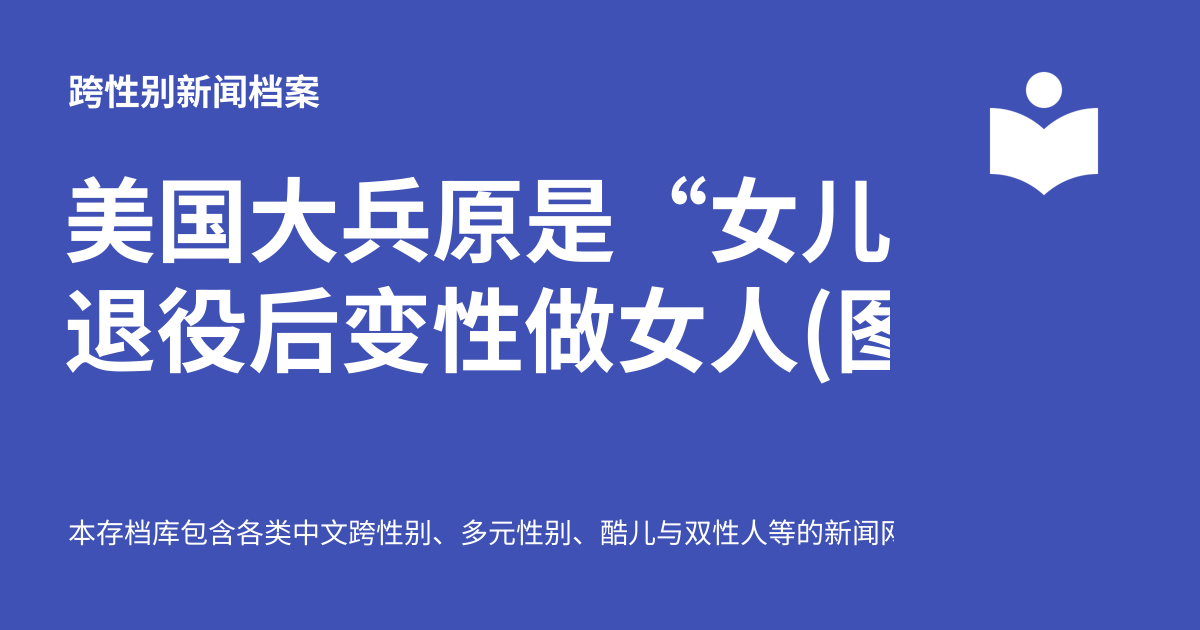 跨性别新闻档案
美国大兵原是“女儿
退役后变性做女人(图
本存档库包含各类中文跨性别、多元性别、酷儿与双性人等的新闻网